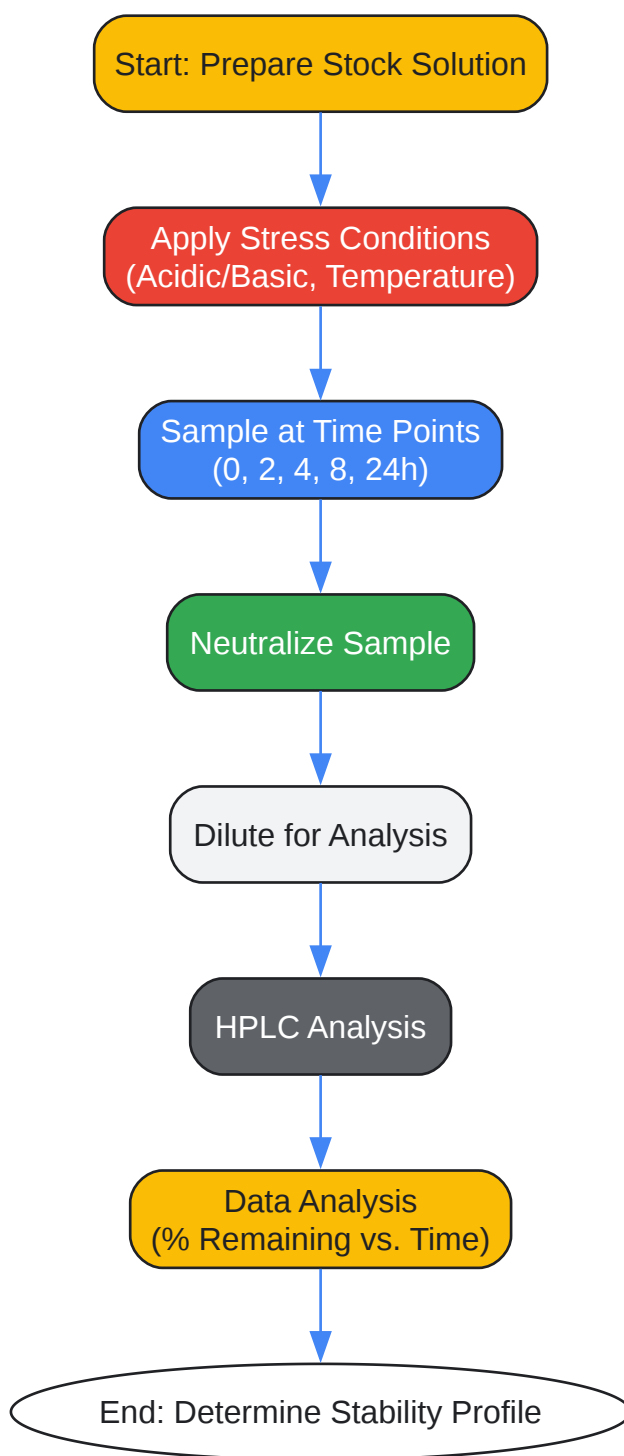 Start: Prepare Stock Solution
Apply Stress Conditions
(Acidic/Basic, Temperature)
Sample at Time Points
(0, 2, 4, 8, 24h)
Neutralize Sample
Dilute for Analysis
HPLC Analysis
Data Analysis
(% Remaining vs. Time)
End: Determine Stability Profile